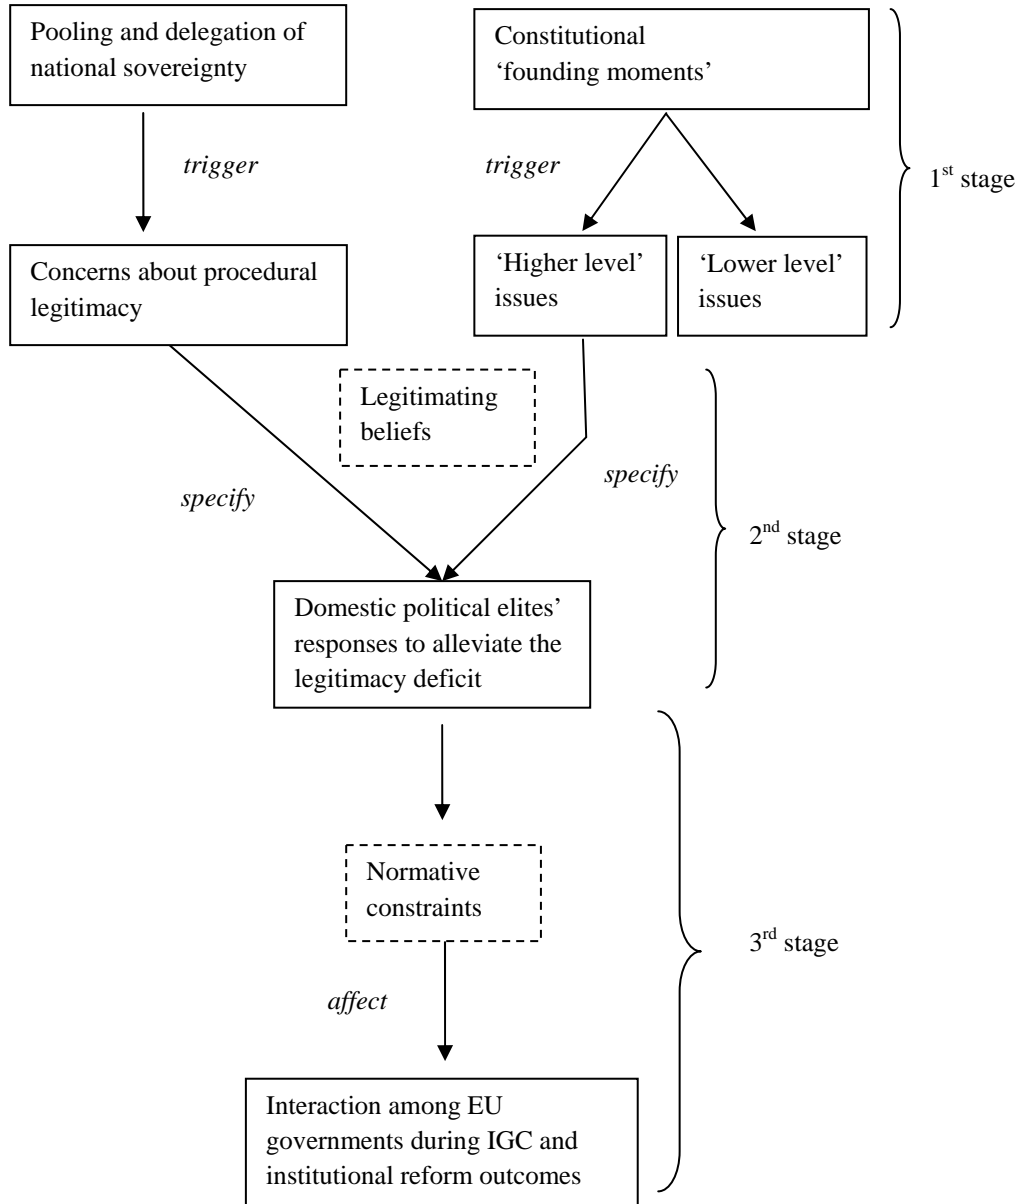 Pooling and delegation of
national sovereignty
Constitutional
‘founding moments’
trigger
trigger
1st stage
Concerns about procedural
legitimacy
‘Higher level’
issues
‘Lower level’
issues
Legitimating
beliefs
specify
specify
2nd stage
Domestic political elites’
responses to alleviate the
legitimacy deficit
Normative
constraints
3rd stage
affect
Interaction among EU
governments during IGC and
institutional reform outcomes